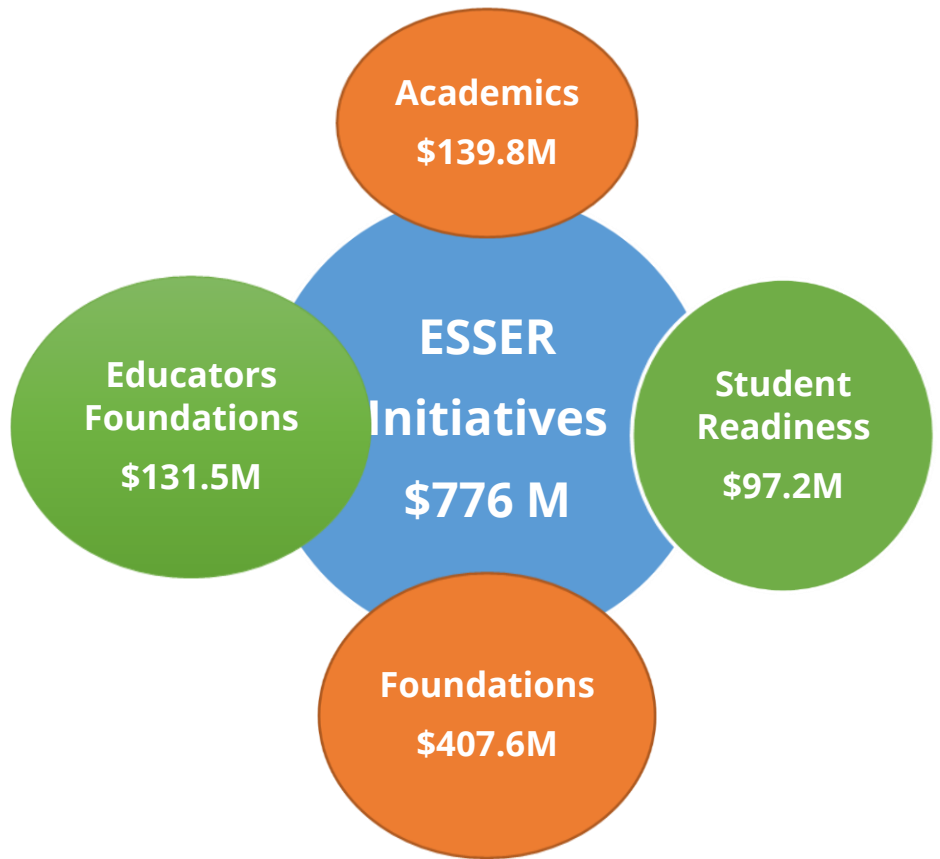 Academics
$139.8M
ESSER
Initiatives
$776 M
Educators
Foundations
$131.5M
Student
Readiness
$97.2M
Foundations
$407.6M